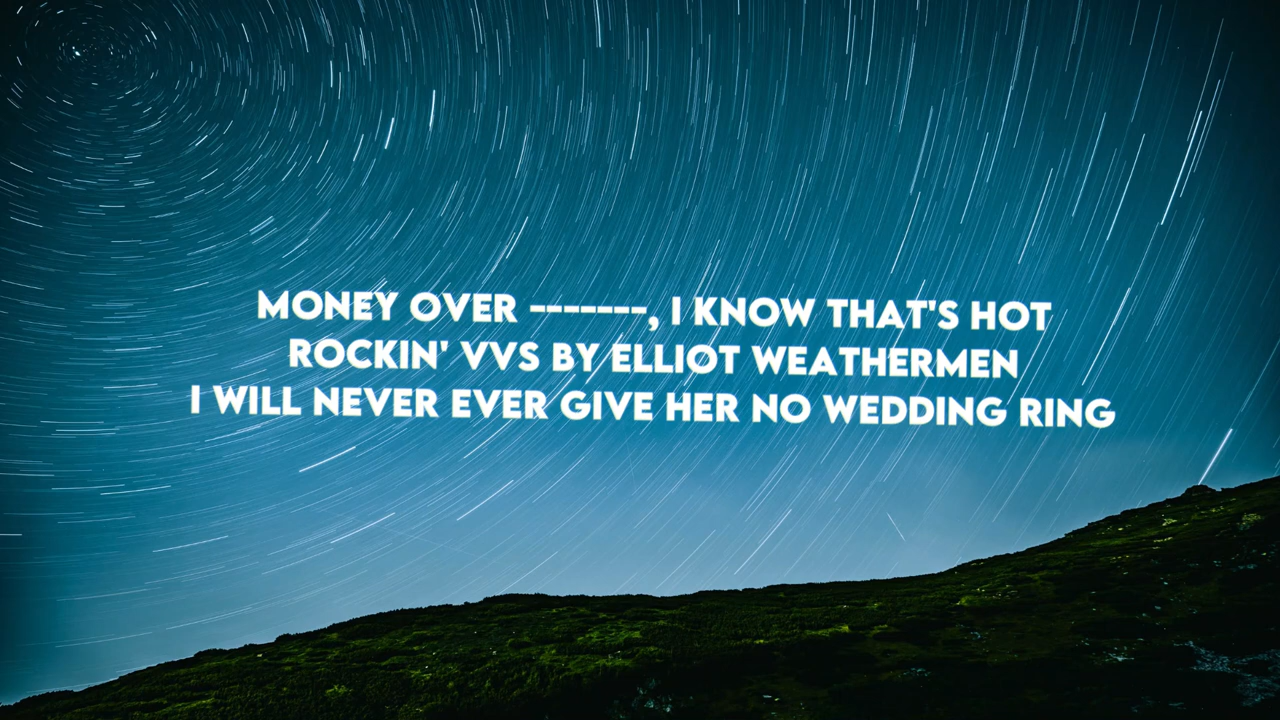 MONEY OVER -------, I KNOW THAT'S HOT
ROCKIN' VVS BY ELLIOT WEATHERMEN
I WILL NEVER EVER GIVE HER NO WEDDING RING